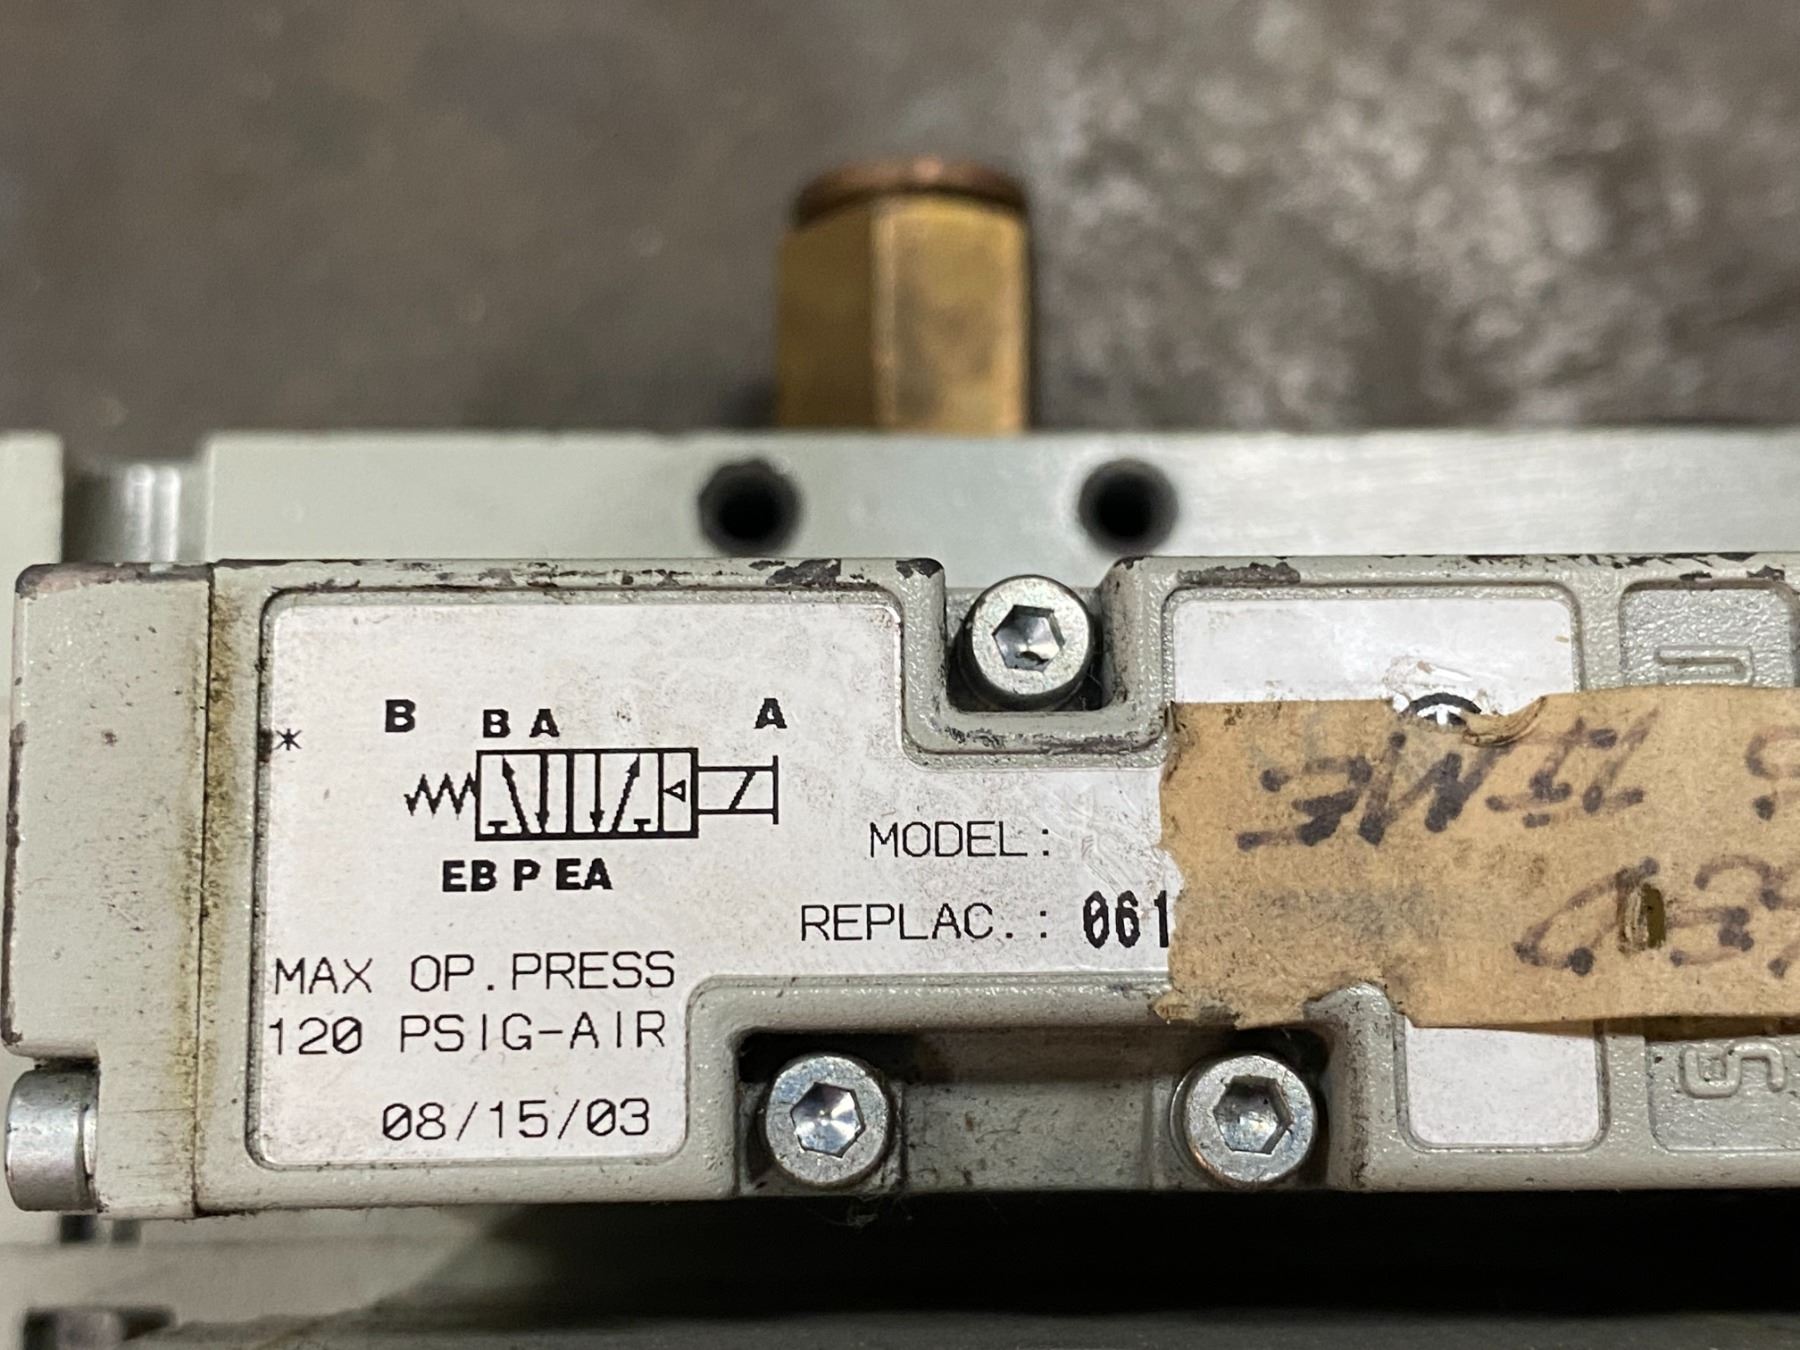 B B A A
*
EB P EA
MODEL:
REPLAC.: 061
MAX OP. PRESS
120 PSIG-AIR
08/15/03